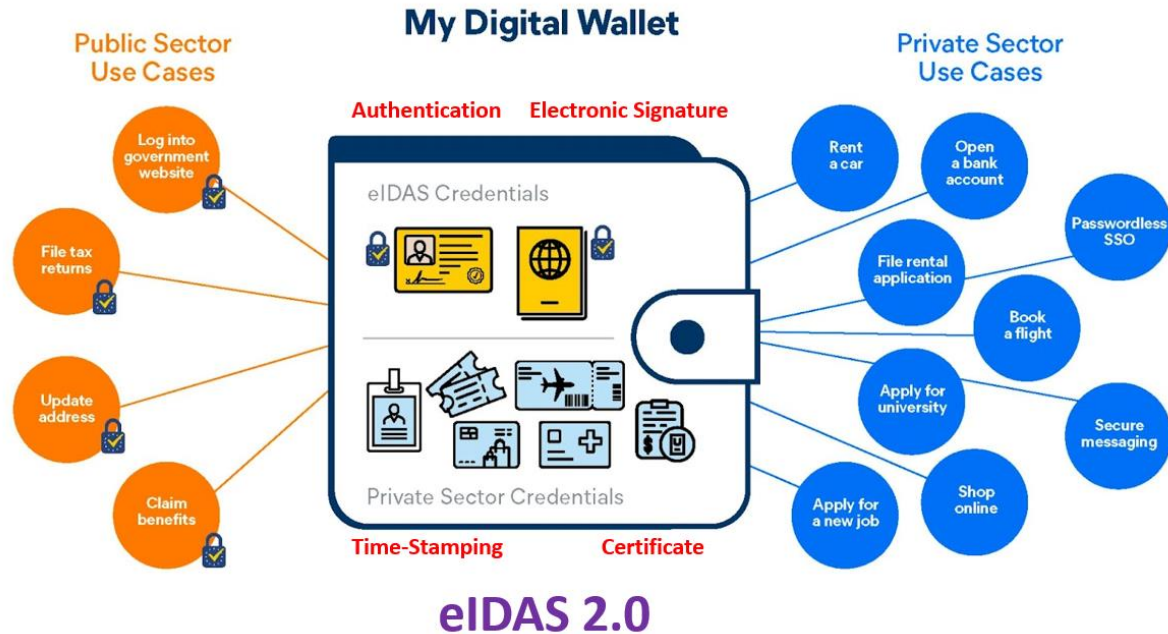 My Digital Wallet
Public Sector
Use Cases
Private Sector
Use Cases
Authentication
Electronic Signature
Log into
government
website
File tax
returns
Update
address
Claim
benefits
eIDAS Credentials
Private Sector Credentials
Rent
a car
Open
a bank
account
Passwordless
SSO
File rental
application
Book
a flight
Apply for
university
Secure
messaging
Shop
online
Apply for
a new job
Time-Stamping
Certificate
eIDAS 2.0